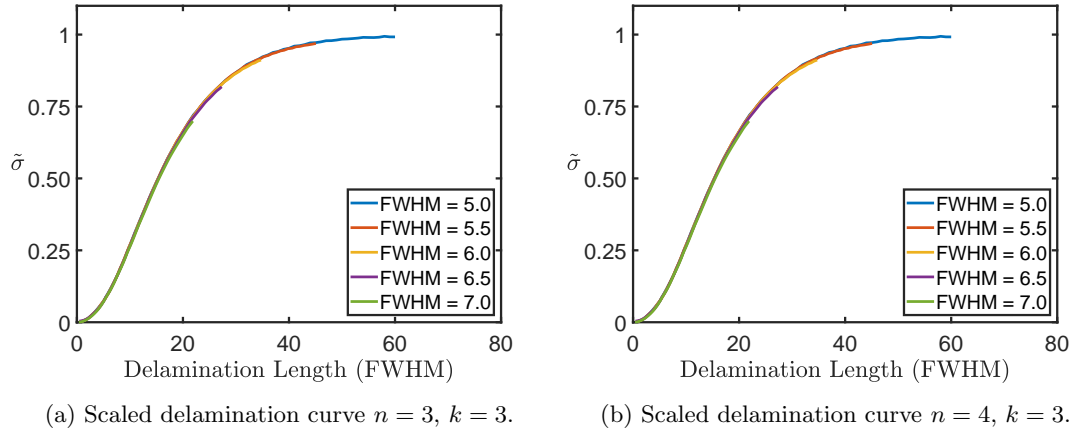 1
0.75
σ̃
0.50
0.25
0
0 20 40 60 80
Delamination Length (FWHM)
FWHM = 5.0
FWHM = 5.5
FWHM = 6.0
FWHM = 6.5
FWHM = 7.0
(a) Scaled delamination curve n = 3, k = 3.
1
0.75
σ̃
0.50
0.25
0
0 20 40 60 80
Delamination Length (FWHM)
FWHM = 5.0
FWHM = 5.5
FWHM = 6.0
FWHM = 6.5
FWHM = 7.0
(b) Scaled delamination curve n = 4, k = 3.